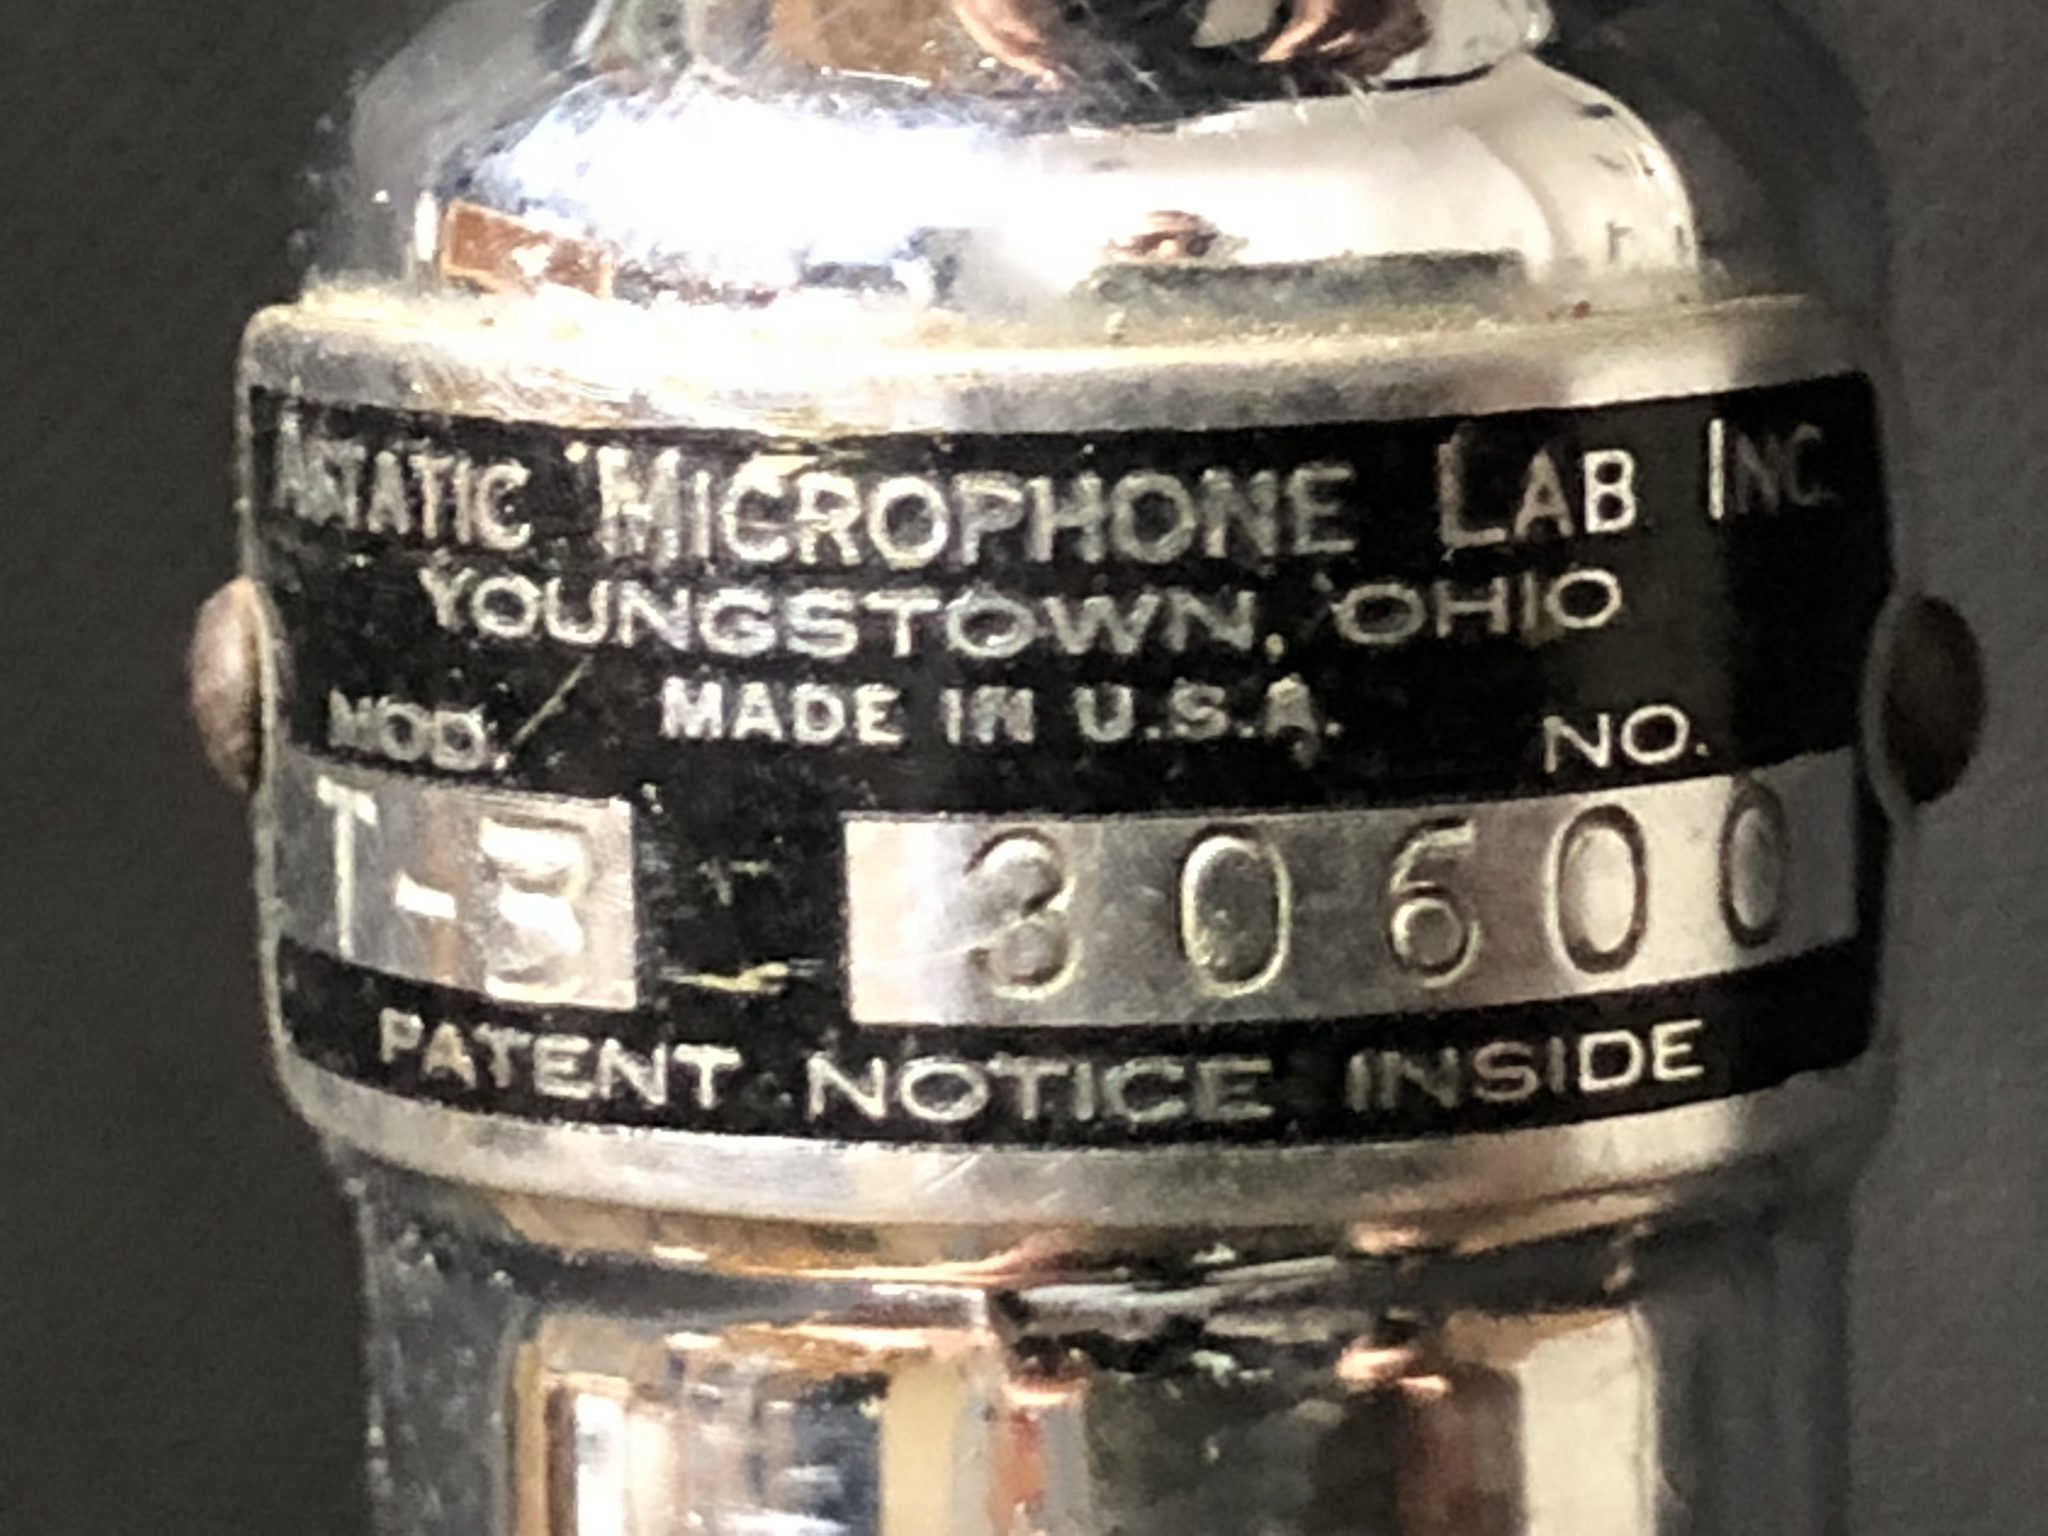 ASTATIC MICROPHONE LAB INC.
YOUNGSTOWN, OHIO
MOD. MADE IN U.S.A. NO.
T-3 30600
PATENT NOTICE INSIDE